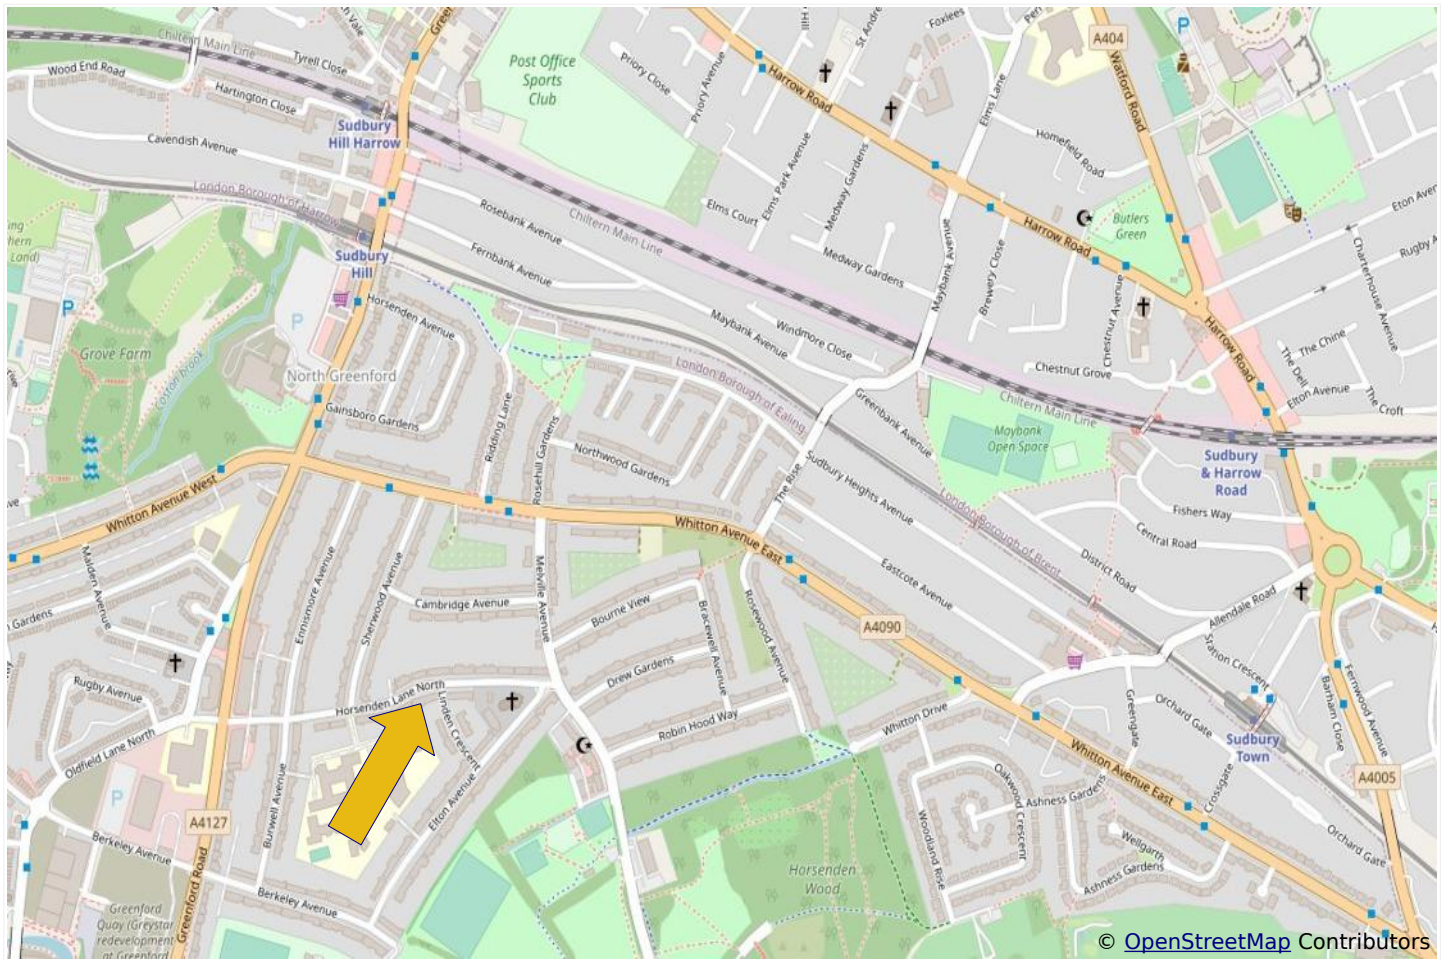 Chiltern Main Line
Wood End Road
Tyrell Close
Hartington Close
Cavendish Avenue
Sudbury
Hill Harrow
London Borough of Harrow
Post Office
Sports
Club
Priory Close
Priory Avenue
Harrow Road
Foxlees
A404
Watford Road
P
Elms Lane
Homefield Road
Elms Park Avenue
Medway Gardens
Elms Court
Medway Gardens
Rosebank Avenue
Chiltern Main Line
Fernbank Avenue
Sudbury
Hill
P
P
Horsenden Avenue
Grove Farm
Costons Brook
North Greenford
Gainsboro Gardens
Maybank Avenue
Brewery Close
Harrow Road
Butlers
Green
Eton Aven
Rugby A
Charterhouse Avenue
Chestnut Avenue
Harrow Road
Maybank Avenue
Windmore Close
London Borough of Ealing
Chestnut Grove
The Chine
The Dell
Elton Avenue
The Croft
Ridding Lane
Rosehill Gardens
Northwood Gardens
Greenbank Avenue
Chiltern Main Line
Maybank
Open Space
Sudbury
& Harrow
Road
The Rise
Sudbury Heights Avenue
London Borough of Brent
Fishers Way
Central Road
District Road
Whitton Avenue West
Whitton Avenue East
Malden Avenue
Gardens
Ennismore Avenue
Sherwood Avenue
Cambridge Avenue
Melville Avenue
Bourne View
Bracewell Avenue
Rosewood Avenue
Eastcote Avenue
A4090
Allendale Road
Station Crescent
Drew Gardens
Rugby Avenue
Horsenden Lane North
Linden Crescent
Oldfield Lane North
Robin Hood Way
Whitton Drive
Greengate
Orchard Gate
Sudbury
Town
Barham Close
Fernwood Avenue
A4005
Whitton Avenue East
Crossgate
Oakwood Crescent
Ashness Gardens
Woodland Rise
Wellgarth
Ashness Gardens
Orchard Gate
P
A4127
Burwell Avenue
Elton Avenue
Berkeley Avenue
Berkeley Avenue
Greenford Road
Greenford
Quay (Greystar
redevelopment
at Greenford
Horsenden
Wood
© OpenStreetMap Contributors